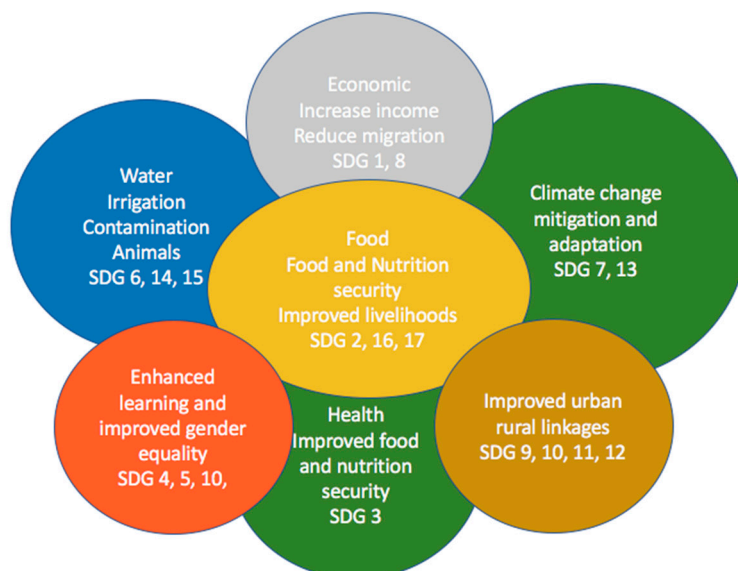 Economic
Increase income
Reduce migration
SDG 1, 8
Water
Irrigation
Contamination
Animals
SDG 6, 14, 15
Climate change
mitigation and
adaptation
SDG 7, 13
Food
Food and Nutrition
security
Improved livelihoods
SDG 2, 16, 17
Enhanced
learning and
improved gender
equality
SDG 4, 5, 10,
Health
Improved food
and nutrition
security
SDG 3
Improved urban
rural linkages
SDG 9, 10, 11, 12